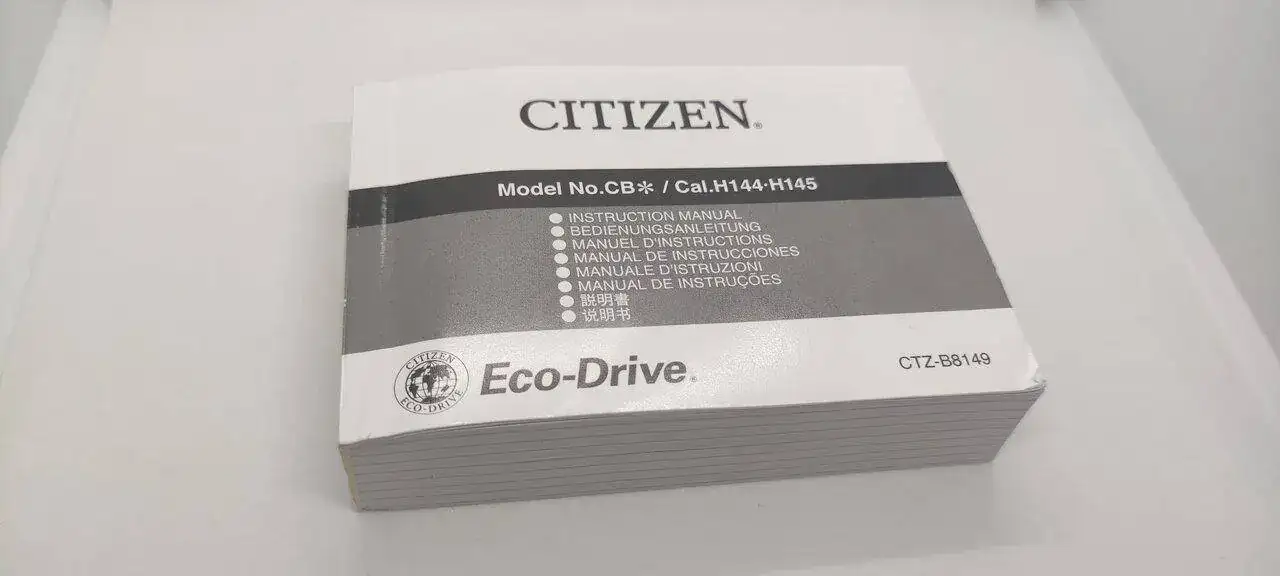 CITIZEN®
Model No.CB✻ / Cal.H144·H145
● INSTRUCTION MANUAL
● BEDIENUNGSANLEITUNG
● MANUEL D'INSTRUCTIONS
● MANUAL DE INSTRUCCIONES
● MANUALE D'ISTRUZIONI
● MANUAL DE INSTRUÇÕES
● 説明書
● 说明书
CITIZEN
ECO-DRIVE
Eco-Drive®
CTZ-B8149